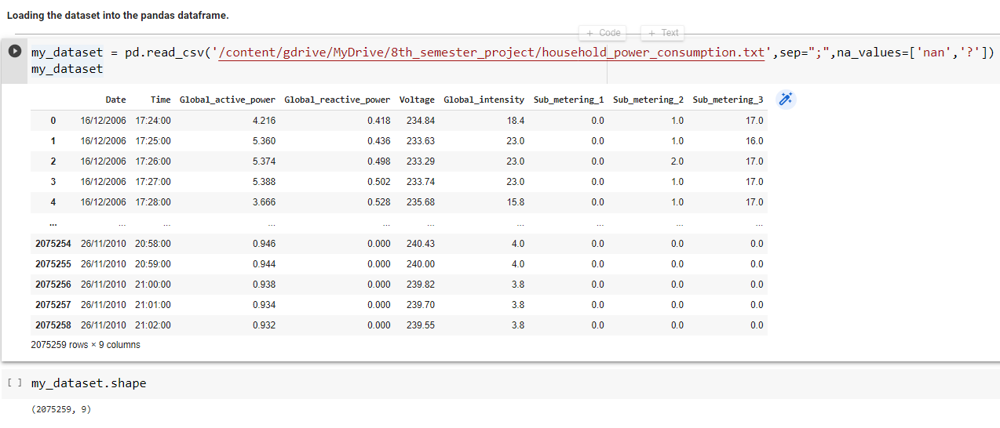 Loading the dataset into the pandas dataframe.
+ Code + Text
my_dataset = pd.read_csv('/content/gdrive/MyDrive/8th_semester_project/household_power_consumption.txt',sep=";",na_values=['nan','?'])
my_dataset
Date Time Global_active_power Global_reactive_power Voltage Global_intensity Sub_metering_1 Sub_metering_2 Sub_metering_3
0 16/12/2006 17:24:00 4.216 0.418 234.84 18.4 0.0 1.0 17.0
1 16/12/2006 17:25:00 5.360 0.436 233.63 23.0 0.0 1.0 16.0
2 16/12/2006 17:26:00 5.374 0.498 233.29 23.0 0.0 2.0 17.0
3 16/12/2006 17:27:00 5.388 0.502 233.74 23.0 0.0 1.0 17.0
4 16/12/2006 17:28:00 3.666 0.528 235.68 15.8 0.0 1.0 17.0
... ... ... ... ... ... ... ... ... ...
2075254 26/11/2010 20:58:00 0.946 0.000 240.43 4.0 0.0 0.0 0.0
2075255 26/11/2010 20:59:00 0.944 0.000 240.00 4.0 0.0 0.0 0.0
2075256 26/11/2010 21:00:00 0.938 0.000 239.82 3.8 0.0 0.0 0.0
2075257 26/11/2010 21:01:00 0.934 0.000 239.70 3.8 0.0 0.0 0.0
2075258 26/11/2010 21:02:00 0.932 0.000 239.55 3.8 0.0 0.0 0.0
2075259 rows × 9 columns
[ ] my_dataset.shape
(2075259, 9)